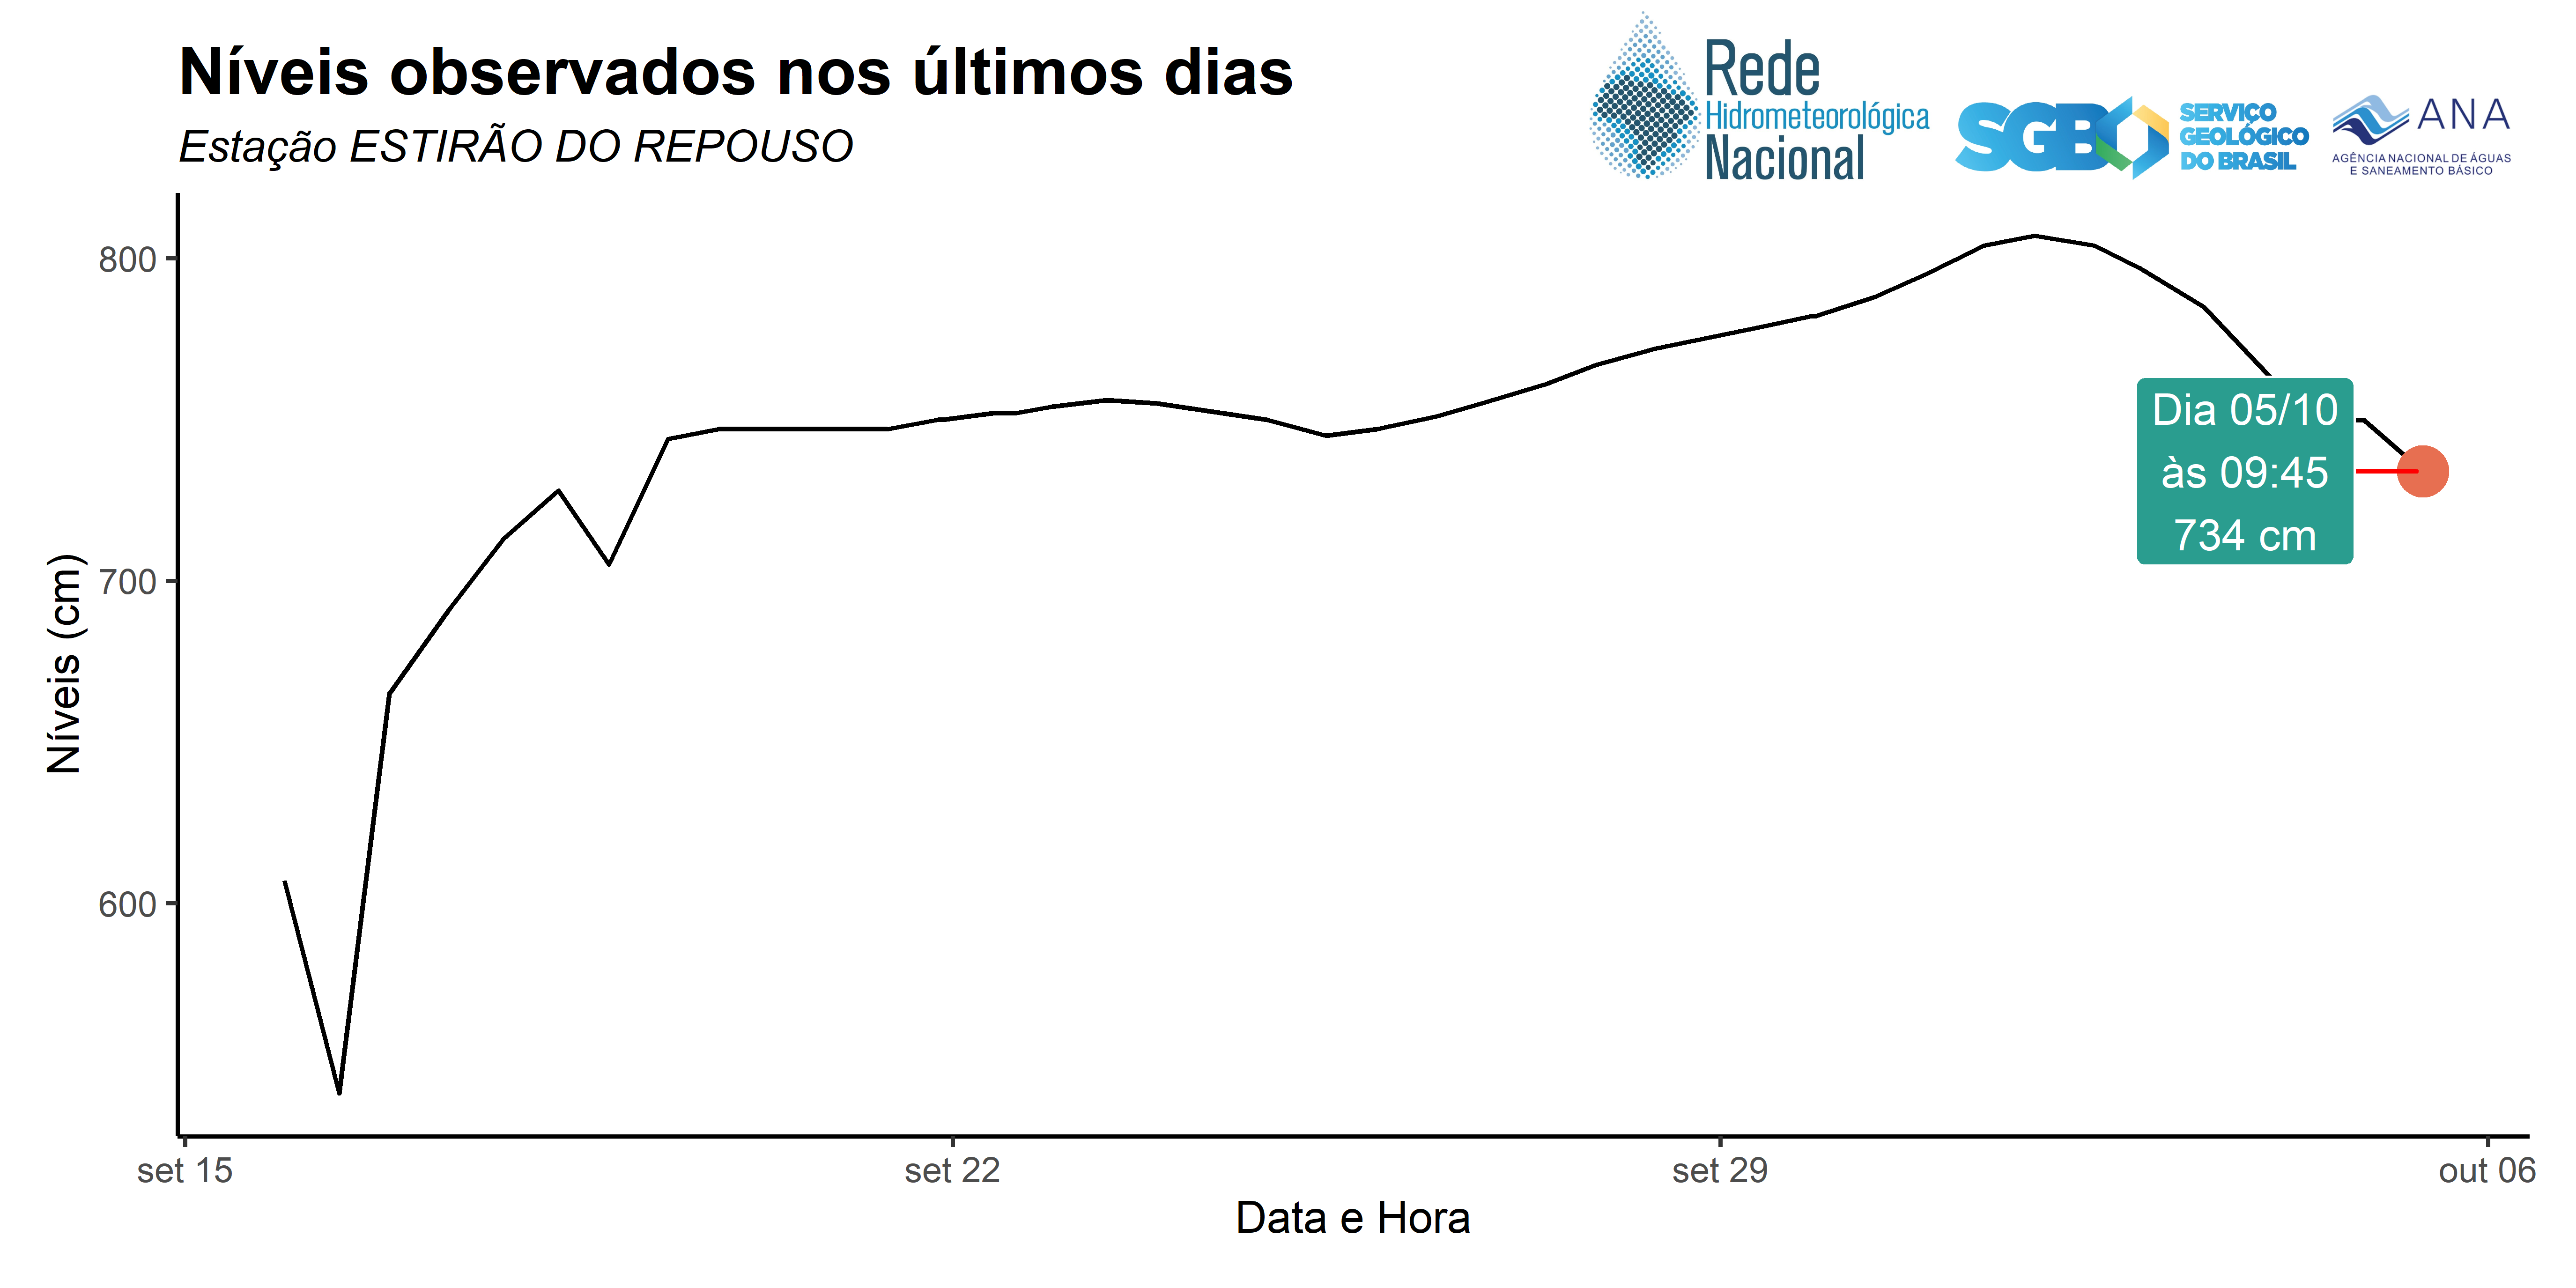 Níveis observados nos últimos dias
Estação ESTIRÃO DO REPOUSO
Rede
Hidrometeorológica
Nacional
SGB
SERVIÇO
GEOLÓGICO
DO BRASIL
ANA
AGÊNCIA NACIONAL DE ÁGUAS
E SANEAMENTO BÁSICO
Níveis (cm)
800
700
600
Dia 05/10
às 09:45
734 cm
set 15
set 22
set 29
out 06
Data e Hora